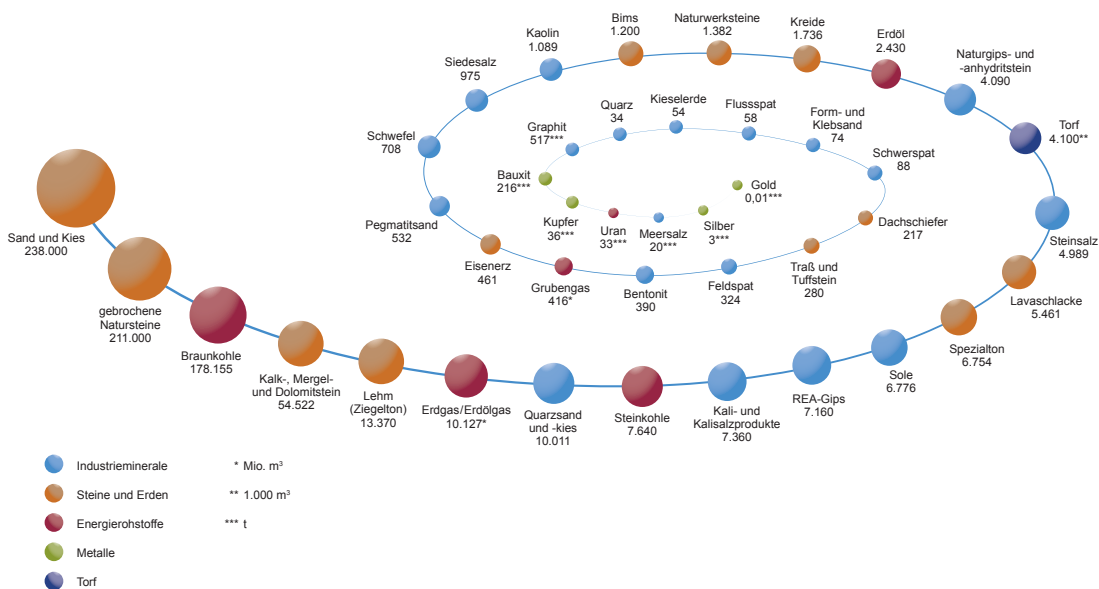 Sand und Kies
238.000
gebrochene
Natursteine
211.000
Braunkohle
178.155
Kalk-, Mergel-
und Dolomitstein
54.522
Lehm
(Ziegelton)
13.370
Erdgas/Erdölgas
10.127*
Quarzsand
und -kies
10.011
Steinkohle
7.640
Kali- und
Kalisalzprodukte
7.360
REA-Gips
7.160
Sole
6.776
Spezialton
6.754
Lavaschlacke
5.461
Steinsalz
4.989
Torf
4.100**
Naturgips- und
-anhydritstein
4.090
Erdöl
2.430
Kreide
1.736
Naturwerksteine
1.382
Bims
1.200
Kaolin
1.089
Siedesalz
975
Schwefel
708
Pegmatitsand
532
Eisenerz
461
Grubengas
416*
Bentonit
390
Feldspat
324
Traß und
Tuffstein
280
Dachschiefer
217
Schwerspat
88
Form- und
Klebsand
74
Flussspat
58
Kieselerde
54
Quarz
34
Graphit
517***
Bauxit
216***
Kupfer
36***
Uran
33***
Meersalz
20***
Silber
3***
Gold
0,01***
Industrieminerale
Steine und Erden
Energierohstoffe
Metalle
Torf
* Mio. m³
** 1.000 m³
*** t